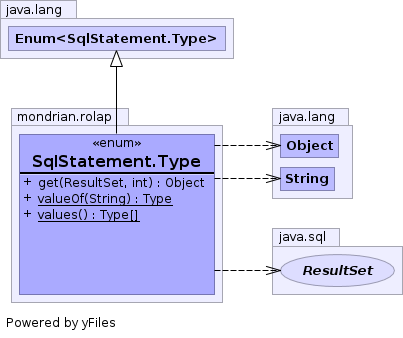 java.lang
Enum<SqlStatement.Type>
mondrian.rolap
java.lang
«enum»
SqlStatement.Type
Object
String
+ get(ResultSet, int) : Object
+ valueOf(String) : Type
+ values() : Type[]
java.sql
ResultSet
Powered by yFiles